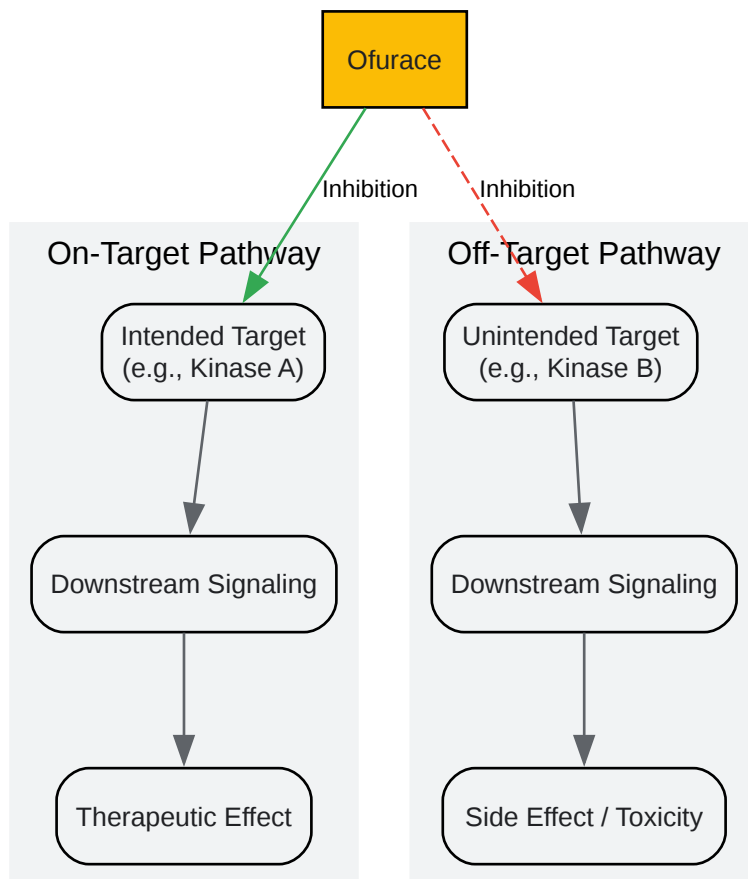 Ofurace
Inhibition
Inhibition
On-Target Pathway
Off-Target Pathway
Intended Target
(e.g., Kinase A)
Unintended Target
(e.g., Kinase B)
Downstream Signaling
Downstream Signaling
Therapeutic Effect
Side Effect / Toxicity